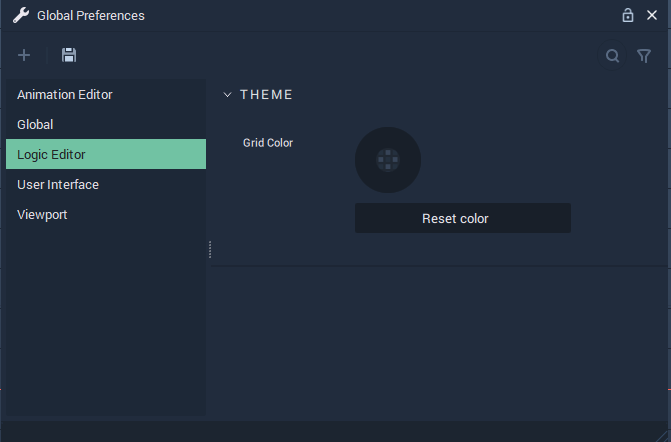 Global Preferences
Animation Editor
Global
Logic Editor
User Interface
Viewport
THEME
Grid Color
Reset color